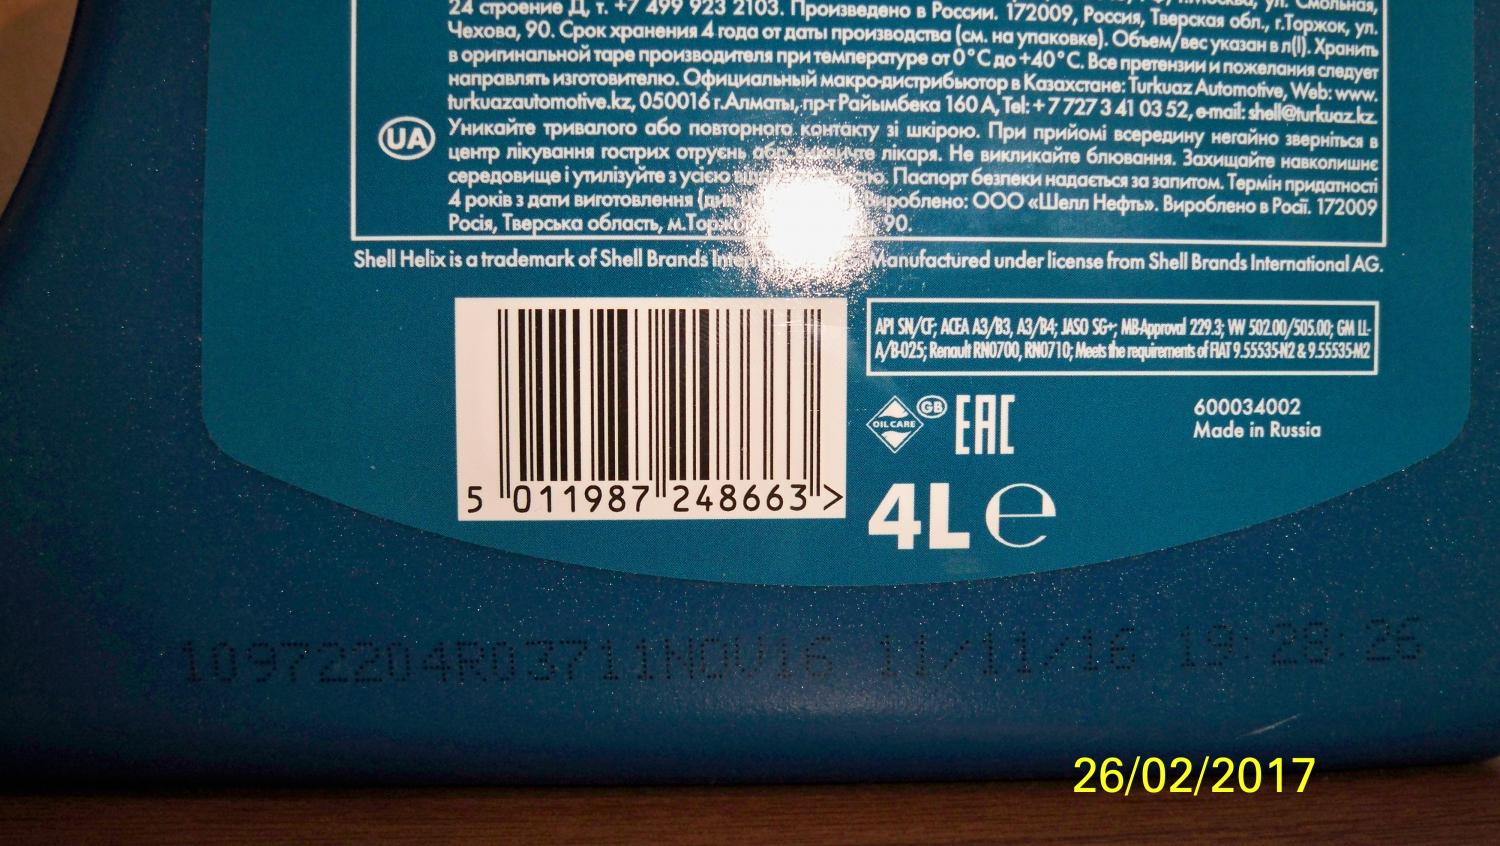 24 строение Д, т. +7 499 923 2103. Произведено в России. 172009, Россия, Тверская обл., г.Торжок, ул.
Чехова, 90. Срок хранения 4 года от даты производства (см. на упаковке). Объем/вес указан в л(l). Хранить
в оригинальной таре производителя при температуре от 0°С до +40°С. Все претензии и пожелания следует
направлять изготовителю. Официальный макро-дистрибьютор в Казахстане: Turkuaz Automotive, Web: www.
turkuazautomotive.kz, 050016 г.Алматы, пр-т Райымбека 160 А, Tel: +7 727 3 41 03 52, e-mail: shell@turkuaz.kz
UA
Уникайте тривалого або повторного контакту зі шкірою. При прийомі всередину негайно зверніться в
центр лікування гострих отруєнь або лікаря. Не викликайте блювання. Захищайте навколишнє
середовище і утилізуйте з усією Паспорт безпеки надається за запитом. Термін придатності
4 років з дати виготовлення Вироблено: ООО «Шелл Нефть». Вироблено в Росії. 172009
Росія, Тверська область, 90.
Shell Helix is a trademark of Shell Brands Manufactured under license from Shell Brands International AG.
API SN/CF; ACEA A3/B3, A3/B4; JASO SG+; MB-Approval 229.3; VW 502.00/505.00; GM LL-
A/B-025; Renault RN0700, RN0710; Meets the requirements of FIAT 9.55535-N2 & 9.55535-M2
OIL CARE GB EAC
600034002
Made in Russia
5 011987 248663 >
4L ℮
10972204R03711NOV16 11/11/16 19:28:26
26/02/2017